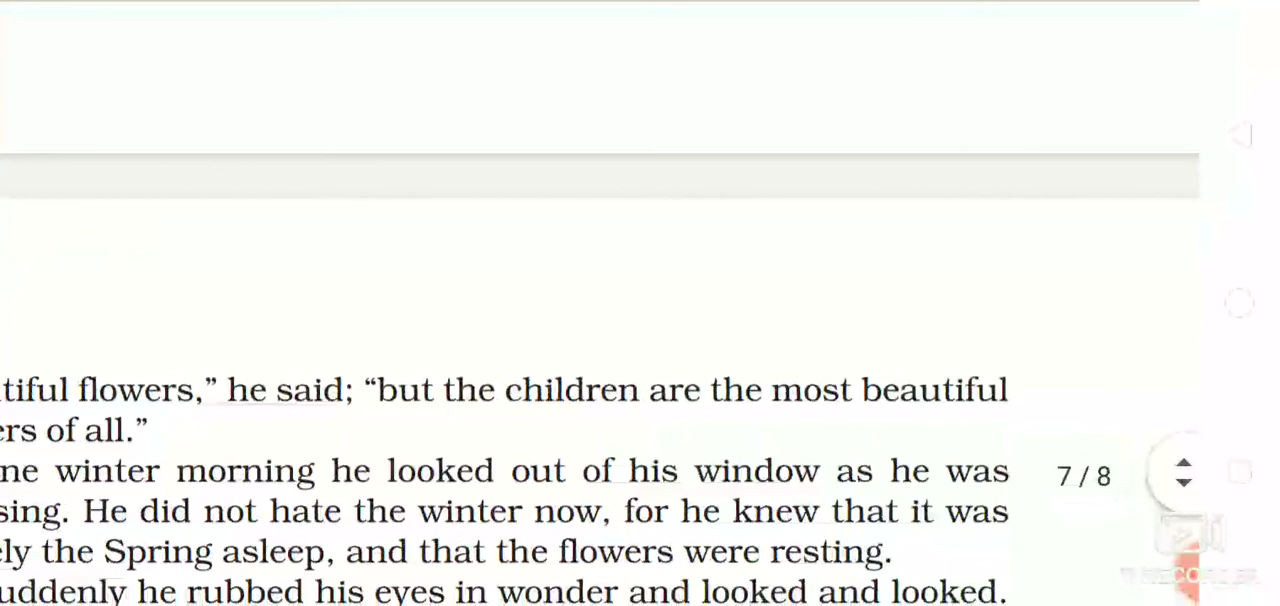 tiful flowers,” he said; “but the children are the most beautiful
ers of all.”
ne winter morning he looked out of his window as he was
sing. He did not hate the winter now, for he knew that it was
ly the Spring asleep, and that the flowers were resting.
uddenly he rubbed his eyes in wonder and looked and looked.
7 / 8
RECORDER